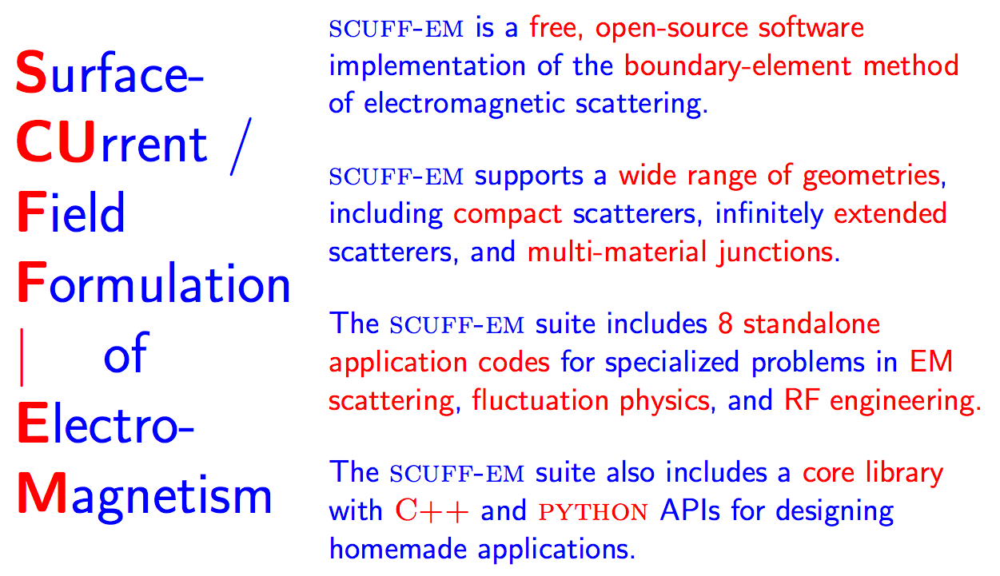 Surface-
CUrrent /
Field
Formulation
| of
Electro-
Magnetism
SCUFF-EM is a free, open-source software
implementation of the boundary-element method
of electromagnetic scattering.
SCUFF-EM supports a wide range of geometries,
including compact scatterers, infinitely extended
scatterers, and multi-material junctions.
The SCUFF-EM suite includes 8 standalone
application codes for specialized problems in EM
scattering, fluctuation physics, and RF engineering.
The SCUFF-EM suite also includes a core library
with C++ and PYTHON APIs for designing
homemade applications.